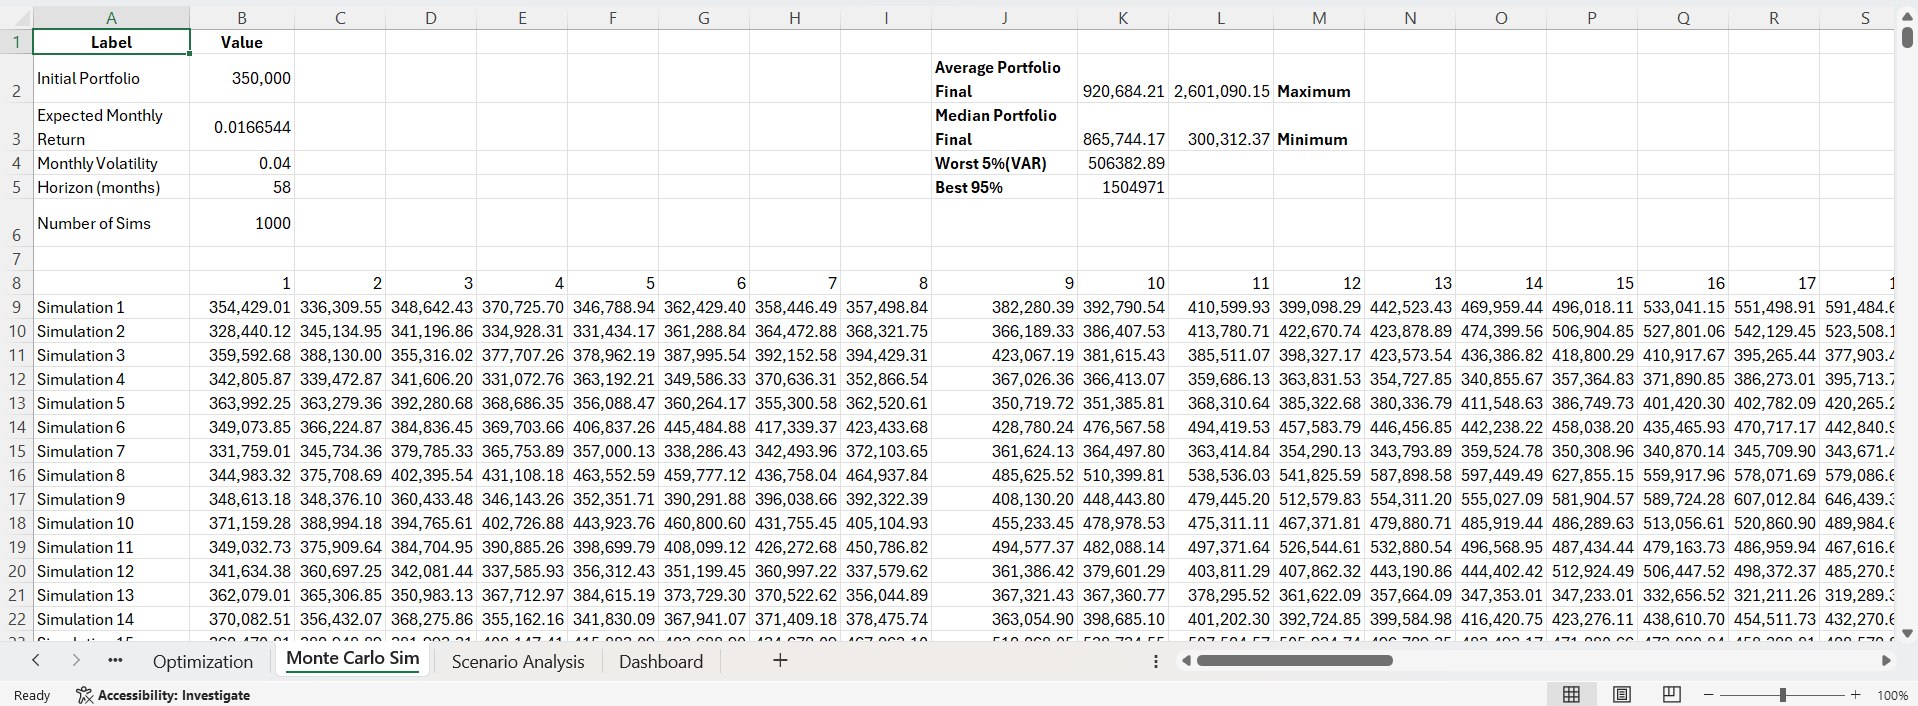 A B C D E F G H I J K L M N O P Q R S
1 Label Value
2 Initial Portfolio 350,000 Average Portfolio Final 920,684.21 2,601,090.15 Maximum
3 Expected Monthly Return 0.0166544 Median Portfolio Final 865,744.17 300,312.37 Minimum
4 Monthly Volatility 0.04 Worst 5%(VAR) 506382.89
5 Horizon (months) 58 Best 95% 1504971
6 Number of Sims 1000
7
8 1 2 3 4 5 6 7 8 9 10 11 12 13 14 15 16 17
9 Simulation 1 354,429.01 336,309.55 348,642.43 370,725.70 346,788.94 362,429.40 358,446.49 357,498.84 382,280.39 392,790.54 410,599.93 399,098.29 442,523.43 469,959.44 496,018.11 533,041.15 551,498.91
10 Simulation 2 328,440.12 345,134.95 341,196.86 334,928.31 331,434.17 361,288.84 364,472.88 368,321.75 366,189.33 386,407.53 413,780.71 422,670.74 423,878.89 474,399.56 506,904.85 527,801.06 542,129.45
11 Simulation 3 359,592.68 388,130.00 355,316.02 377,707.26 378,962.19 387,995.54 392,152.58 394,429.31 423,067.19 381,615.43 385,511.07 398,327.17 423,573.54 436,386.82 418,800.29 410,917.67 395,265.44
12 Simulation 4 342,805.87 339,472.87 341,606.20 331,072.76 363,192.21 349,586.33 370,636.31 352,866.54 367,026.36 366,413.07 359,686.13 363,831.53 354,727.85 340,855.67 357,364.83 371,890.85 386,273.01
13 Simulation 5 363,992.25 363,279.36 392,280.68 368,686.35 356,088.47 360,264.17 355,300.58 362,520.61 350,719.72 351,385.81 368,310.64 385,322.68 380,336.79 411,548.63 386,749.73 401,420.30 402,782.09
14 Simulation 6 349,073.85 366,224.87 384,836.45 369,703.66 406,837.26 445,484.88 417,339.37 423,433.68 428,780.24 476,567.58 494,419.53 457,583.79 446,456.85 442,238.22 458,038.20 435,465.93 470,717.17
15 Simulation 7 331,759.01 345,734.36 379,785.33 365,753.89 357,000.13 338,286.43 342,493.96 372,103.65 361,624.13 364,497.80 363,414.84 354,290.13 343,793.89 359,524.78 350,308.96 340,870.14 345,709.90
16 Simulation 8 344,983.32 375,708.69 402,395.54 431,108.18 463,552.59 459,777.12 436,758.04 464,937.84 485,625.52 510,399.81 538,536.03 541,825.59 587,898.58 597,449.49 627,855.15 559,917.96 578,071.69
17 Simulation 9 348,613.18 348,376.10 360,433.48 346,143.26 352,351.71 390,291.88 396,038.66 392,322.39 408,130.20 448,443.80 479,445.20 512,579.83 554,311.20 555,027.09 581,904.57 589,724.28 607,012.84
18 Simulation 10 371,159.28 388,994.18 394,765.61 402,726.88 443,923.76 460,800.60 431,755.45 405,104.93 455,233.45 478,978.53 475,311.11 467,371.81 479,880.71 485,919.44 486,289.63 513,056.61 520,860.90
19 Simulation 11 349,032.73 375,909.64 384,704.95 390,885.26 398,699.79 408,099.12 426,272.68 450,786.82 494,577.37 482,088.14 497,371.64 526,544.61 532,880.54 496,568.95 487,434.44 479,163.73 486,959.94
20 Simulation 12 341,634.38 360,697.25 342,081.44 337,585.93 356,312.43 351,199.45 360,997.22 337,579.62 361,386.42 379,601.29 403,811.29 407,862.32 443,190.86 444,402.42 512,924.49 506,447.52 498,372.37
21 Simulation 13 362,079.01 365,306.85 350,983.13 367,712.97 384,615.19 373,729.30 370,522.62 356,044.89 367,321.43 367,360.77 378,295.52 361,622.09 357,664.09 347,353.01 347,233.01 332,656.52 321,211.26
22 Simulation 14 370,082.51 356,432.07 368,275.86 355,162.16 341,830.09 367,941.07 371,409.18 378,475.74 363,054.90 398,685.10 401,202.30 392,724.85 399,584.98 416,420.75 423,276.11 438,610.70 454,511.73
Optimization Monte Carlo Sim Scenario Analysis Dashboard
Ready Accessibility: Investigate 100%